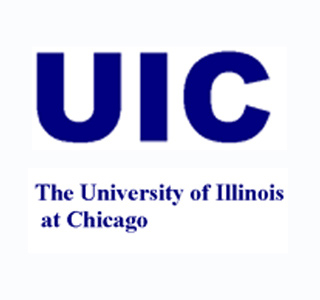 UIC
The University of Illinois
at Chicago